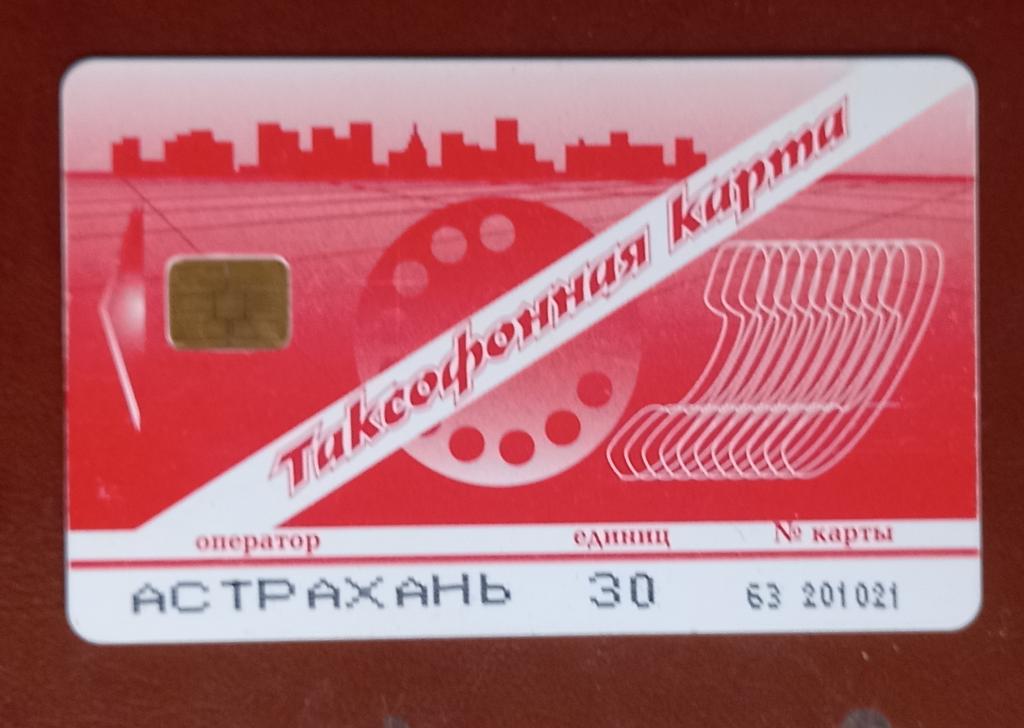 Таксофонная карта
оператор единиц № карты
АСТРАХАНЬ 30 63 201021